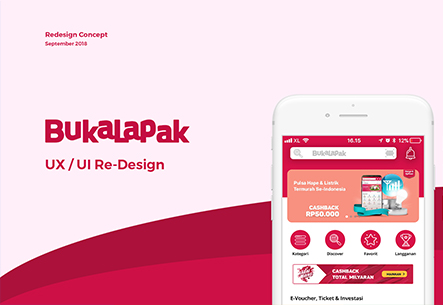 Redesign Concept
September 2018
BukaLapak
UX / UI Re-Design
XL
16.15
12%
BUKALAPAK
Pulsa Hape & Listrik
Termurah Se-Indonesia
CASHBACK
RP50.000
Kategori
Discover
Favorit
Langganan
CASHBACK
TOTAL MILYARAN
E-Voucher, Ticket & Investasi